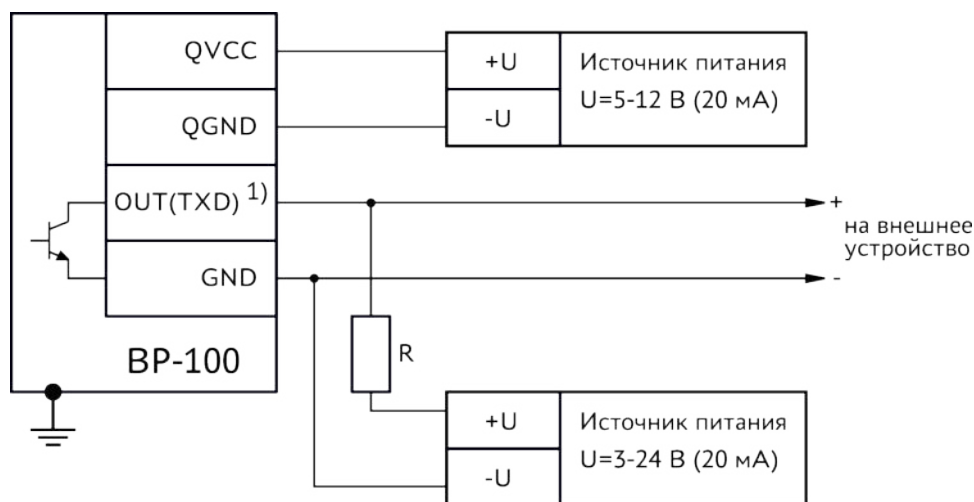 QVCC
QGND
OUT(TXD) 1)
GND
ВР-100
+U
-U
Источник питания
U=5-12 В (20 мА)
+
на внешнее
устройство
-
R
+U
-U
Источник питания
U=3-24 В (20 мА)